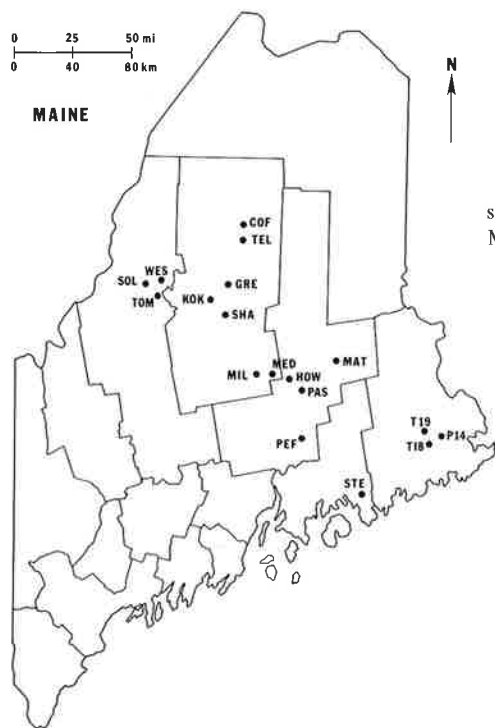 0 25 50 mi
0 40 80 km
MAINE
N
s
M
COF
TEL
WES
SOL
TOM
GRE
KOK
SHA
MED
MAT
MIL
HOW
PAS
T19
P14
T18
PEF
STE